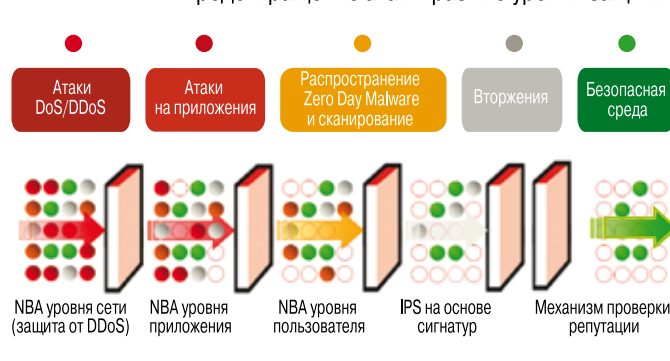 Атаки
DoS/DDoS
Атаки
на приложения
Распространение
Zero Day Malware
и сканирование
Вторжения
Безопасная
среда
NBA уровня сети
(защита от DDoS)
NBA уровня
приложения
NBA уровня
пользователя
IPS на основе
сигнатур
Механизм проверки
репутации